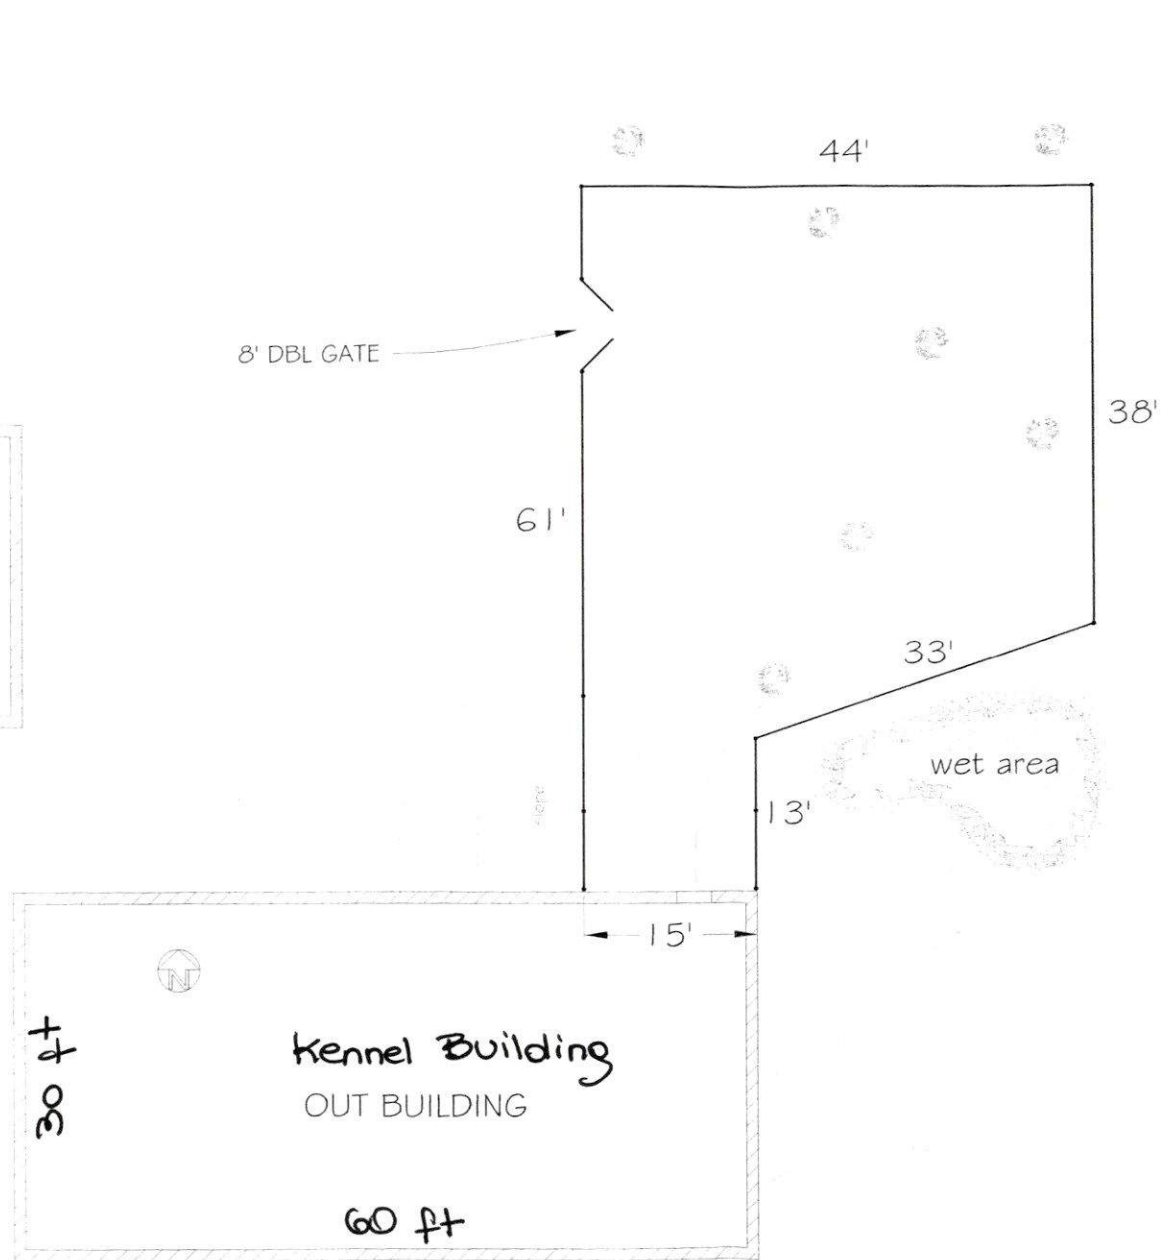 44'
8' DBL GATE
38'
61'
33'
wet area
13'
15'
N
Kennel Building
OUT BUILDING
30 ft
60 ft